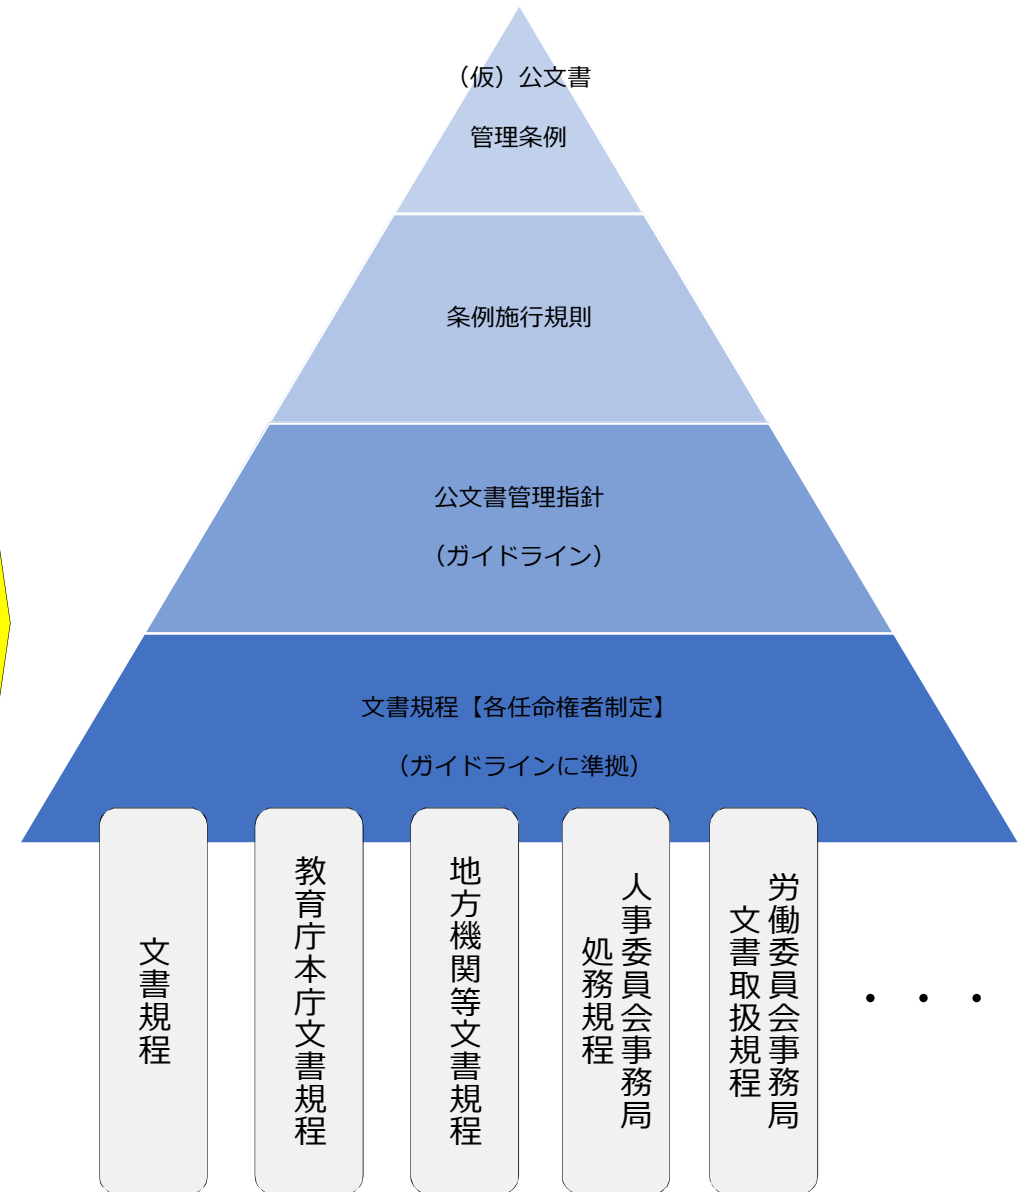 （仮）公文書
管理条例
条例施行規則
公文書管理指針
（ガイドライン）
文書規程【各任命権者制定】
（ガイドラインに準拠）
文書規程
教育庁本庁文書規程
地方機関等文書規程
人事委員会事務局
処務規程
労働委員会事務局
文書取扱規程
・・・